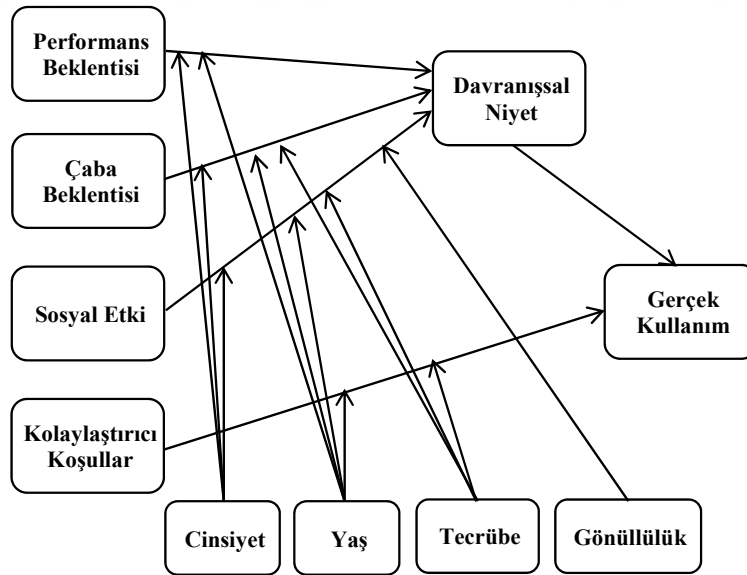 Performans
Beklentisi
Davranışsal
Niyet
Çaba
Beklentisi
Sosyal Etki
Gerçek
Kullanım
Kolaylaştırıcı
Koşullar
Cinsiyet
Yaş
Tecrübe
Gönüllülük